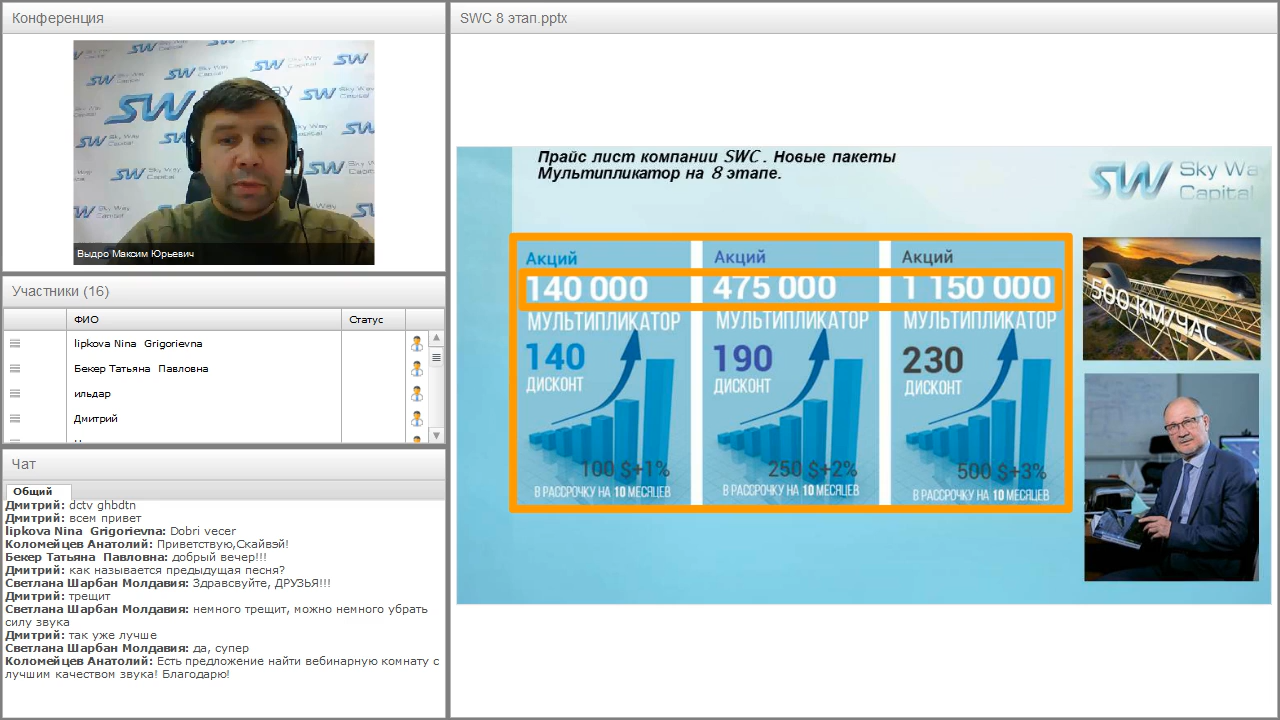 Конференция
Sky Way
Capital
Выдро Максим Юрьевич
Участники (16)
ФИО
Статус
lipkova Nina Grigorievna
Бекер Татьяна Павловна
ильдар
Дмитрий
Чат
Общий
Дмитрий: dctv ghbdtn
Дмитрий: всем привет
lipkova Nina Grigorievna: Dobri vecer
Коломейцев Анатолий: Приветствую,Скайвэй!
Бекер Татьяна Павловна: добрый вечер!!!
Дмитрий: как называется предыдущая песня?
Светлана Шарбан Молдавия: Здравсвуйте, ДРУЗЬЯ!!!
Дмитрий: трещит
Светлана Шарбан Молдавия: немного трещит, можно немного убрать
силу звука
Дмитрий: так уже лучше
Светлана Шарбан Молдавия: да, супер
Коломейцев Анатолий: Есть предложение найти вебинарную комнату с
лучшим качеством звука! Благодарю!
SWC 8 этап.pptx
Прайс лист компании SWC. Новые пакеты
Мультипликатор на 8 этапе.
SW Sky Wa
Capital
Акций
140 000
МУЛЬТИПЛИКАТОР
140
ДИСКОНТ
100 $+1%
В РАССРОЧКУ НА 10 МЕСЯЦЕВ
Акций
475 000
МУЛЬТИПЛИКАТОР
190
ДИСКОНТ
250 $+2%
В РАССРОЧКУ НА 10 МЕСЯЦЕВ
Акций
1 150 000
МУЛЬТИПЛИКАТОР
230
ДИСКОНТ
500 $+3%
В РАССРОЧКУ НА 10 МЕСЯЦЕВ
500 КМ/ЧАС